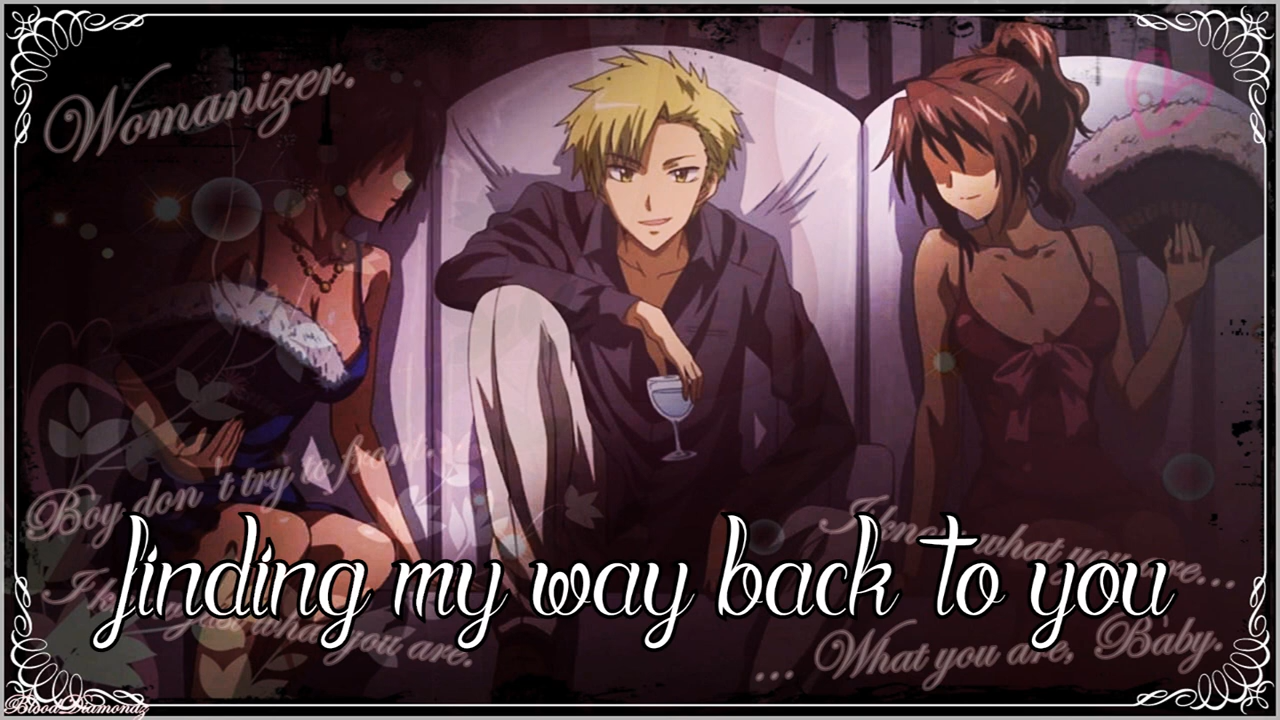 Womanizer.
Boy don't try to front..
I know just what you are.
finding my way back to you
I know what you are...
... What you are, Baby.
BloodDiamondz